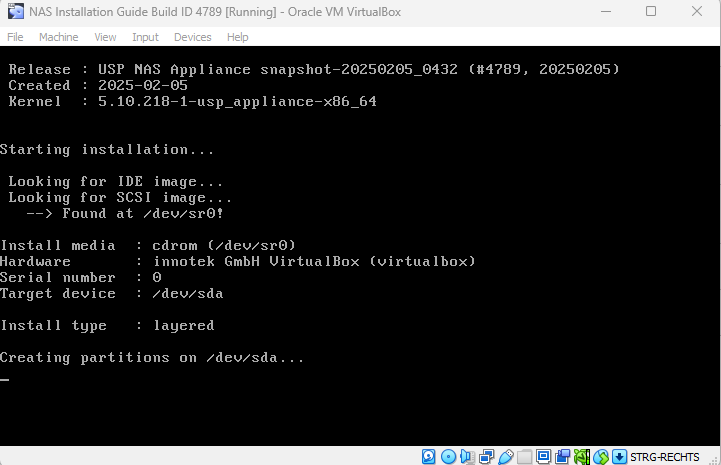 NAS Installation Guide Build ID 4789 [Running] - Oracle VM VirtualBox
File Machine View Input Devices Help
Release : USP NAS Appliance snapshot-20250205_0432 (#4789, 20250205)
Created : 2025-02-05
Kernel : 5.10.218-1-usp_appliance-x86_64
Starting installation...
Looking for IDE image...
Looking for SCSI image...
--> Found at /dev/sr0!
Install media : cdrom (/dev/sr0)
Hardware : innotek GmbH VirtualBox (virtualbox)
Serial number : 0
Target device : /dev/sda
Install type : layered
Creating partitions on /dev/sda...
STRG-RECHTS